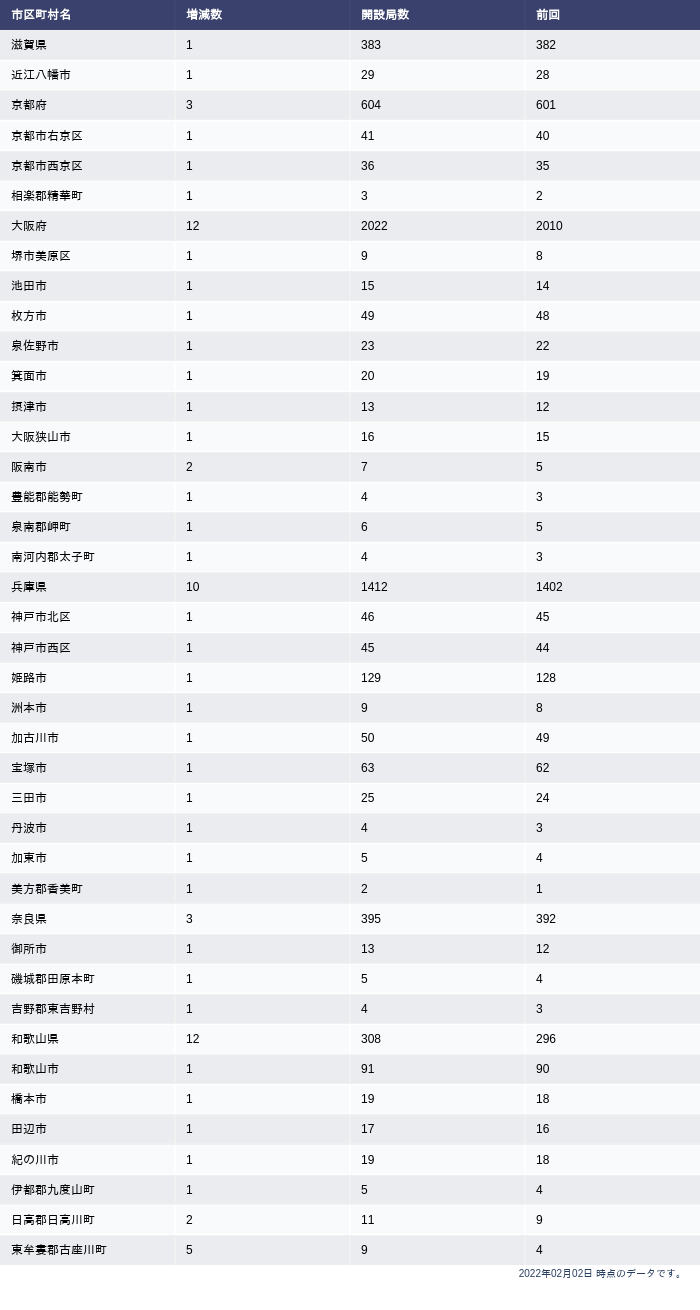 市区町村名 増減数 開設局数 前回
滋賀県 1 383 382
近江八幡市 1 29 28
京都府 3 604 601
京都市右京区 1 41 40
京都市西京区 1 36 35
相楽郡精華町 1 3 2
大阪府 12 2022 2010
堺市美原区 1 9 8
池田市 1 15 14
枚方市 1 49 48
泉佐野市 1 23 22
箕面市 1 20 19
摂津市 1 13 12
大阪狭山市 1 16 15
阪南市 2 7 5
豊能郡能勢町 1 4 3
泉南郡岬町 1 6 5
南河内郡太子町 1 4 3
兵庫県 10 1412 1402
神戸市北区 1 46 45
神戸市西区 1 45 44
姫路市 1 129 128
洲本市 1 9 8
加古川市 1 50 49
宝塚市 1 63 62
三田市 1 25 24
丹波市 1 4 3
加東市 1 5 4
美方郡香美町 1 2 1
奈良県 3 395 392
御所市 1 13 12
磯城郡田原本町 1 5 4
吉野郡東吉野村 1 4 3
和歌山県 12 308 296
和歌山市 1 91 90
橋本市 1 19 18
田辺市 1 17 16
紀の川市 1 19 18
伊都郡九度山町 1 5 4
日高郡日高川町 2 11 9
東牟婁郡古座川町 5 9 4
2022年02月02日 時点のデータです。